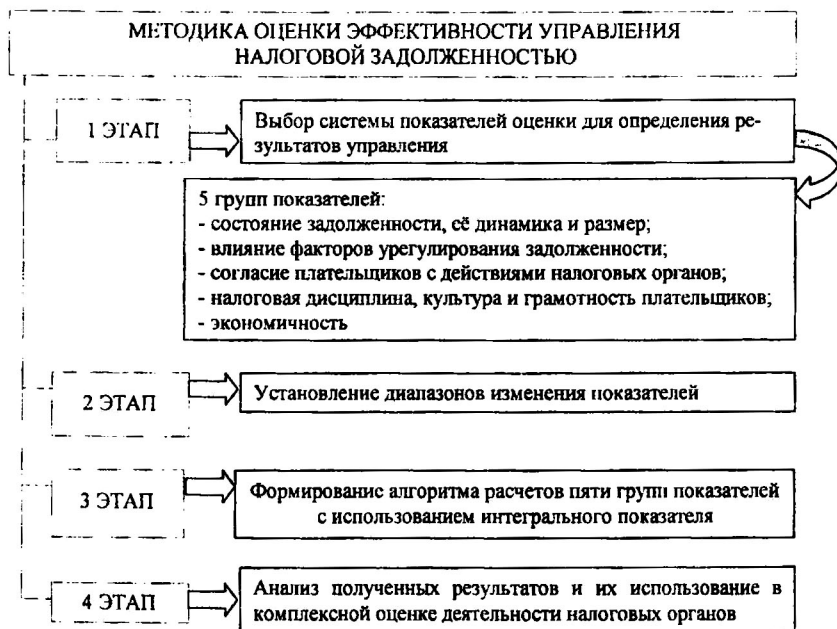 МЕТОДИКА ОЦЕНКИ ЭФФЕКТИВНОСТИ УПРАВЛЕНИЯ
НАЛОГОВОЙ ЗАДОЛЖЕННОСТЬЮ
1 ЭТАП
Выбор системы показателей оценки для определения ре-
зультатов управления
5 групп показателей:
- состояние задолженности, её динамика и размер;
- влияние факторов урегулирования задолженности;
- согласие плательщиков с действиями налоговых органов;
- налоговая дисциплина, культура и грамотность плательщиков;
- экономичность
2 ЭТАП
Установление диапазонов изменения показателей
3 ЭТАП
Формирование алгоритма расчетов пяти групп показателей
с использованием интегрального показателя
4 ЭТАП
Анализ полученных результатов и их использование в
комплексной оценке деятельности налоговых органов